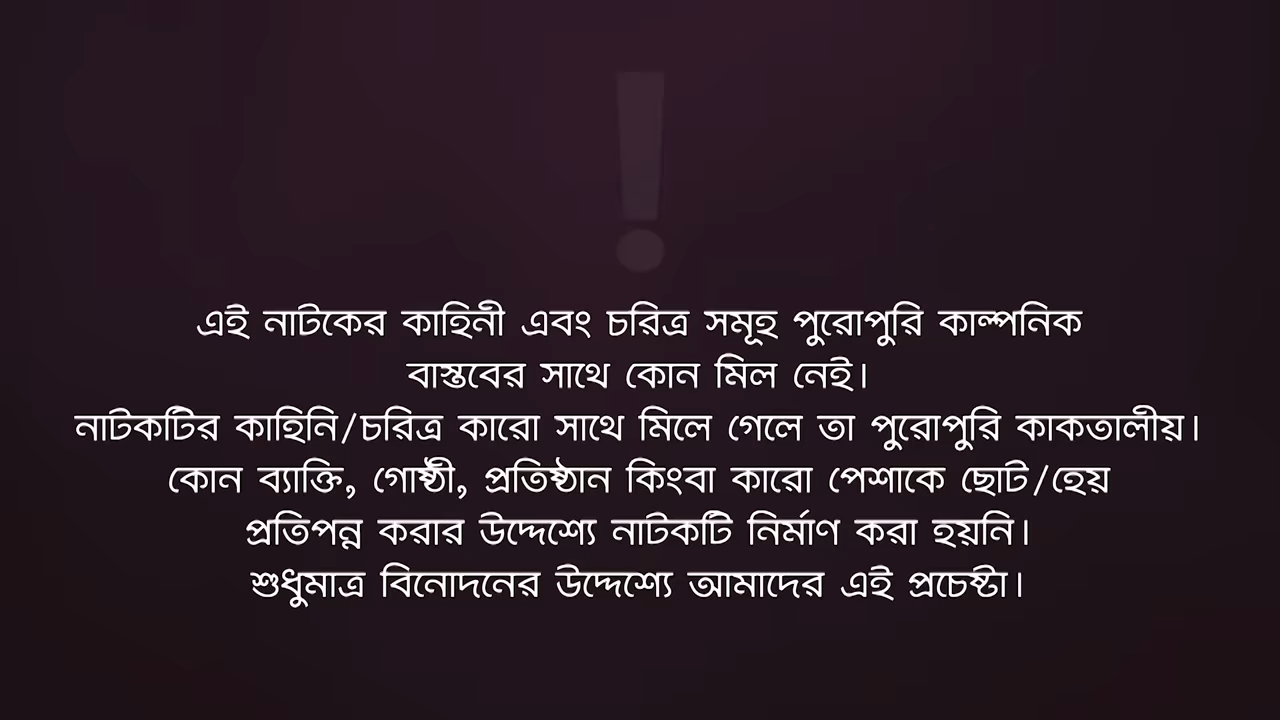 এই নাটকের কাহিনী এবং চরিত্র সমূহ পুরোপুরি কাল্পনিক
বাস্তবের সাথে কোন মিল নেই।
নাটকটির কাহিনি/চরিত্র কারো সাথে মিলে গেলে তা পুরোপুরি কাকতালীয়।
কোন ব্যাক্তি, গোষ্ঠী, প্রতিষ্ঠান কিংবা কারো পেশাকে ছোট/হেয়
প্রতিপন্ন করার উদ্দেশ্যে নাটকটি নির্মাণ করা হয়নি।
শুধুমাত্র বিনোদনের উদ্দেশ্যে আমাদের এই প্রচেষ্টা।